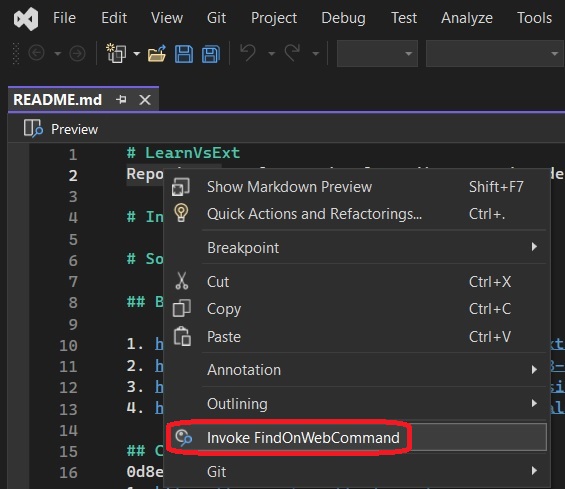 File Edit View Git Project Debug Test Analyze Tools
README.md
Preview
1 # LearnVsExt
2 Repo
3
4 # In
5
6 # So
7
8 ## B
9
10 1.
11 2.
12 3.
13 4.
14
15 ## C
16 0d8e
Show Markdown Preview Shift+F7
Quick Actions and Refactorings... Ctrl+.
Breakpoint
Cut Ctrl+X
Copy Ctrl+C
Paste Ctrl+V
Annotation
Outlining
Invoke FindOnWebCommand
Git